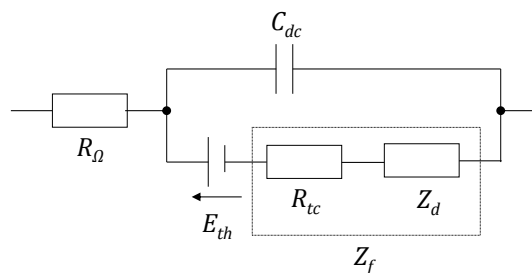 C_dc
R_Ω
E_th
R_tc
Z_d
Z_f